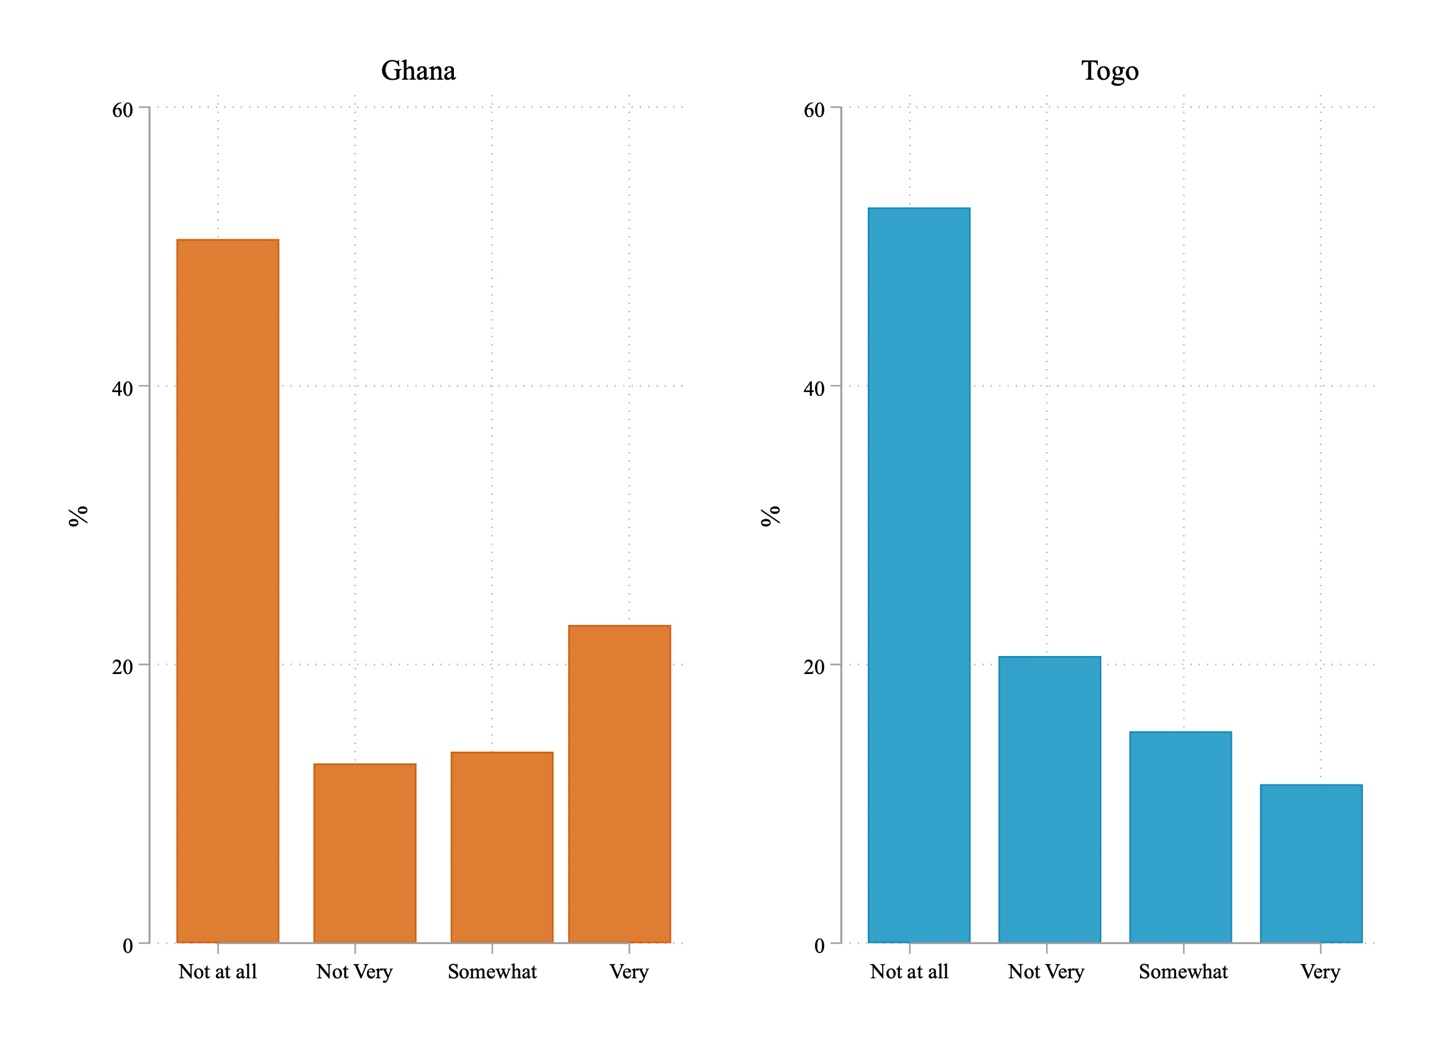 Ghana
60
40
20
0
%
Not at all
Not Very
Somewhat
Very
Togo
60
40
20
0
%
Not at all
Not Very
Somewhat
Very